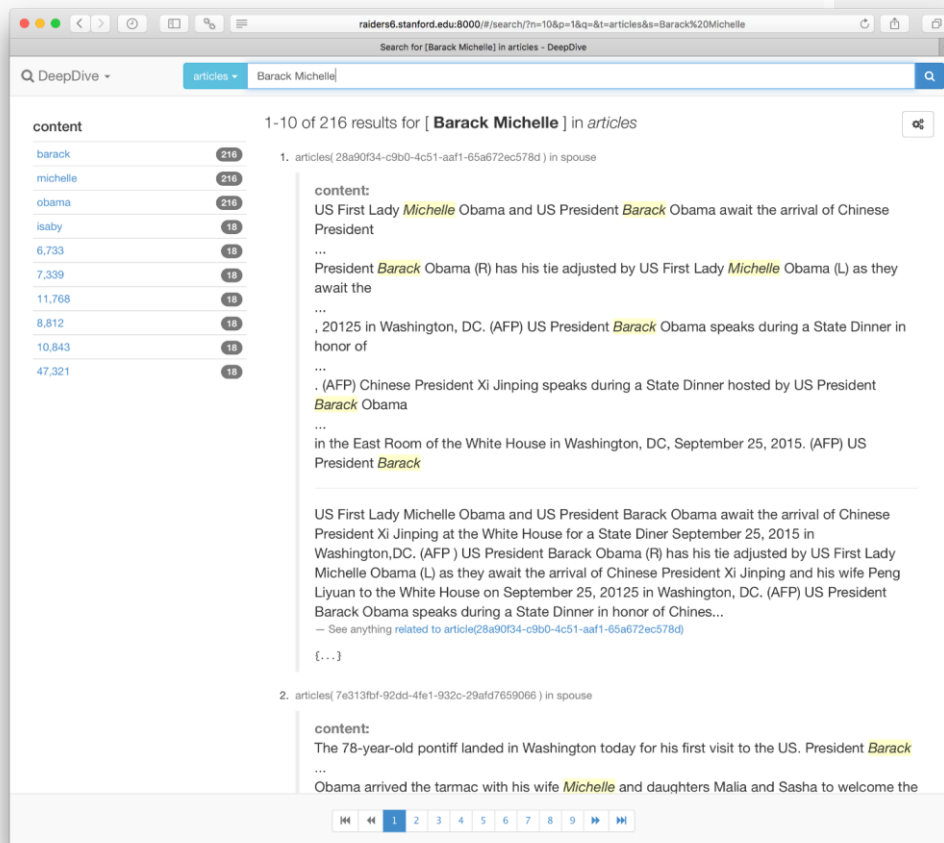 raiders6.stanford.edu:8000/#/search/?n=10&p=1&q=&t=articles&s=Barack%20Michelle
Search for [Barack Michelle] in articles - DeepDive
DeepDive
articles
Barack Michelle
content
barack 216
michelle 216
obama 216
isaby 18
6,733 18
7,339 18
11,768 18
8,812 18
10,843 18
47,321 18
1-10 of 216 results for [ Barack Michelle ] in articles
1. articles( 28a90f34-c9b0-4c51-aaf1-65a672ec578d ) in spouse
content:
US First Lady Michelle Obama and US President Barack Obama await the arrival of Chinese
President
...
President Barack Obama (R) has his tie adjusted by US First Lady Michelle Obama (L) as they
await the
...
, 20125 in Washington, DC. (AFP) US President Barack Obama speaks during a State Dinner in
honor of
...
. (AFP) Chinese President Xi Jinping speaks during a State Dinner hosted by US President
Barack Obama
...
in the East Room of the White House in Washington, DC, September 25, 2015. (AFP) US
President Barack
US First Lady Michelle Obama and US President Barack Obama await the arrival of Chinese
President Xi Jinping at the White House for a State Diner September 25, 2015 in
Washington,DC. (AFP ) US President Barack Obama (R) has his tie adjusted by US First Lady
Michelle Obama (L) as they await the arrival of Chinese President Xi Jinping and his wife Peng
Liyuan to the White House on September 25, 20125 in Washington, DC. (AFP) US President
Barack Obama speaks during a State Dinner in honor of Chines...
— See anything related to article(28a90f34-c9b0-4c51-aaf1-65a672ec578d)
{...}
2. articles( 7e313fbf-92dd-4fe1-932c-29afd7659066 ) in spouse
content:
The 78-year-old pontiff landed in Washington today for his first visit to the US. President Barack
...
Obama arrived the tarmac with his wife Michelle and daughters Malia and Sasha to welcome the
1 2 3 4 5 6 7 8 9